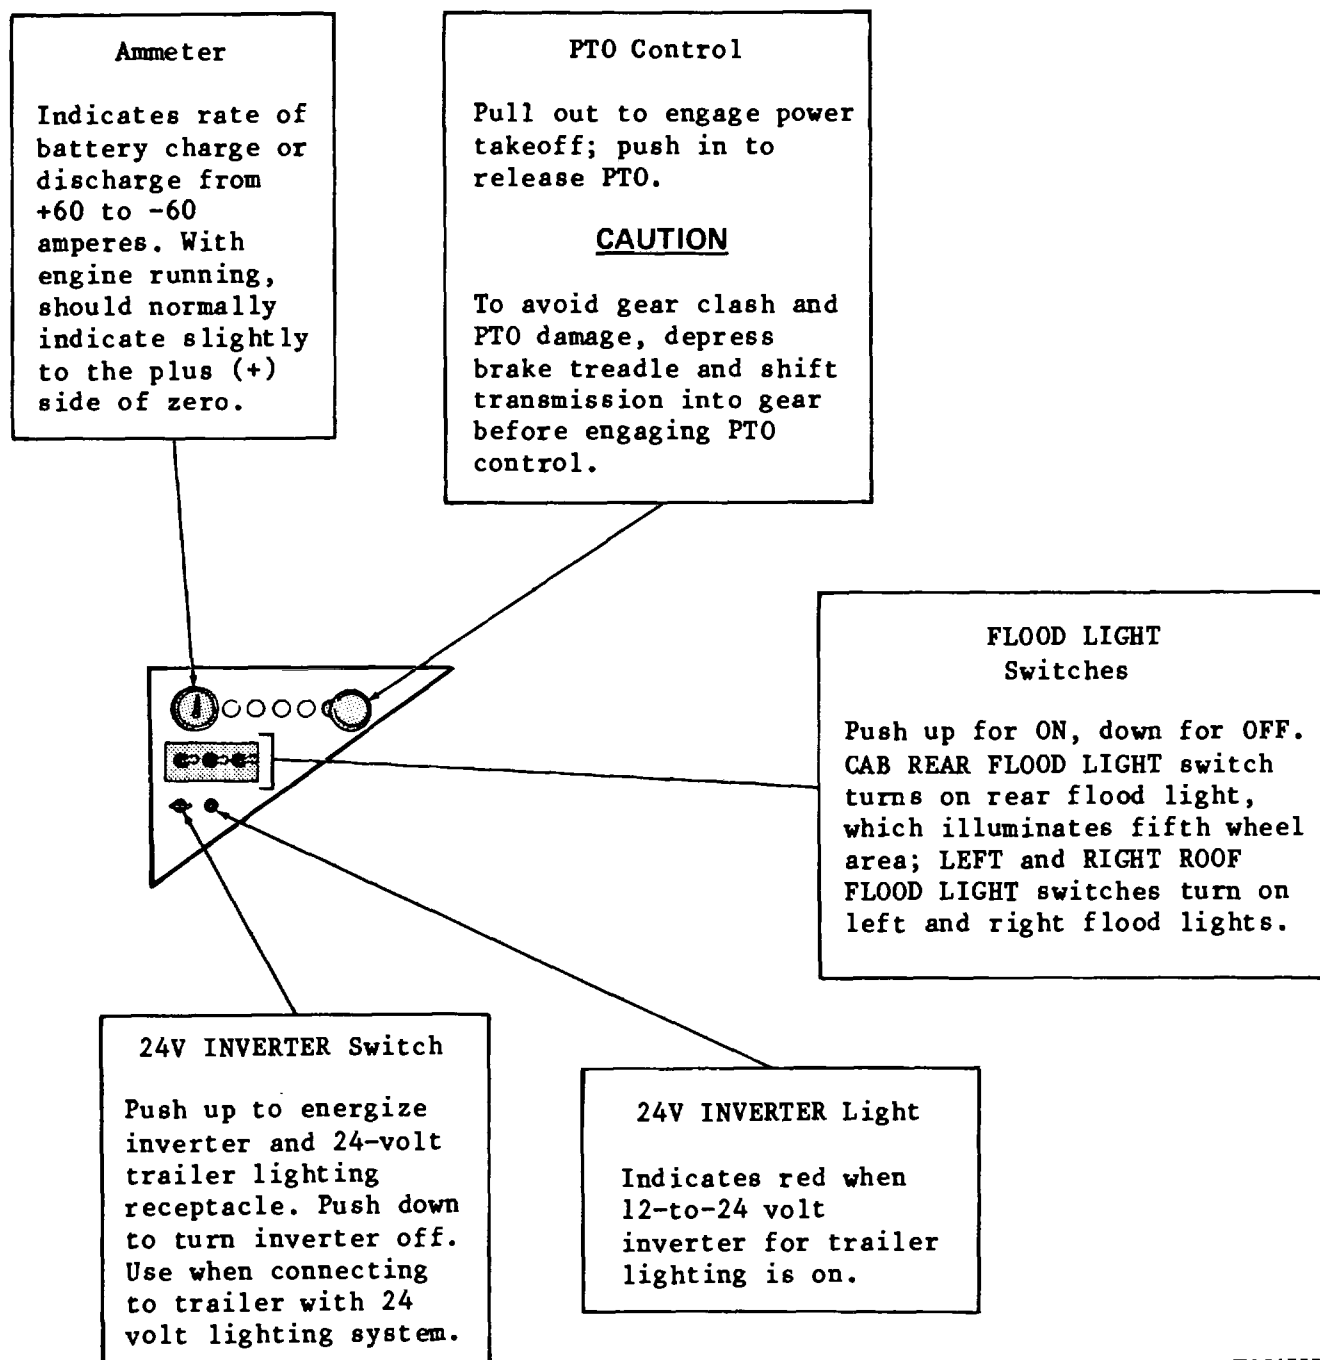 Ammeter
Indicates rate of
battery charge or
discharge from
+60 to -60
amperes. With
engine running,
should normally
indicate slightly
to the plus (+)
side of zero.
PTO Control
Pull out to engage power
takeoff; push in to
release PTO.
CAUTION
To avoid gear clash and
PTO damage, depress
brake treadle and shift
transmission into gear
before engaging PTO
control.
FLOOD LIGHT
Switches
Push up for ON, down for OFF.
CAB REAR FLOOD LIGHT switch
turns on rear flood light,
which illuminates fifth wheel
area; LEFT and RIGHT ROOF
FLOOD LIGHT switches turn on
left and right flood lights.
24V INVERTER Switch
Push up to energize
inverter and 24-volt
trailer lighting
receptacle. Push down
to turn inverter off.
Use when connecting
to trailer with 24
volt lighting system.
24V INVERTER Light
Indicates red when
12-to-24 volt
inverter for trailer
lighting is on.